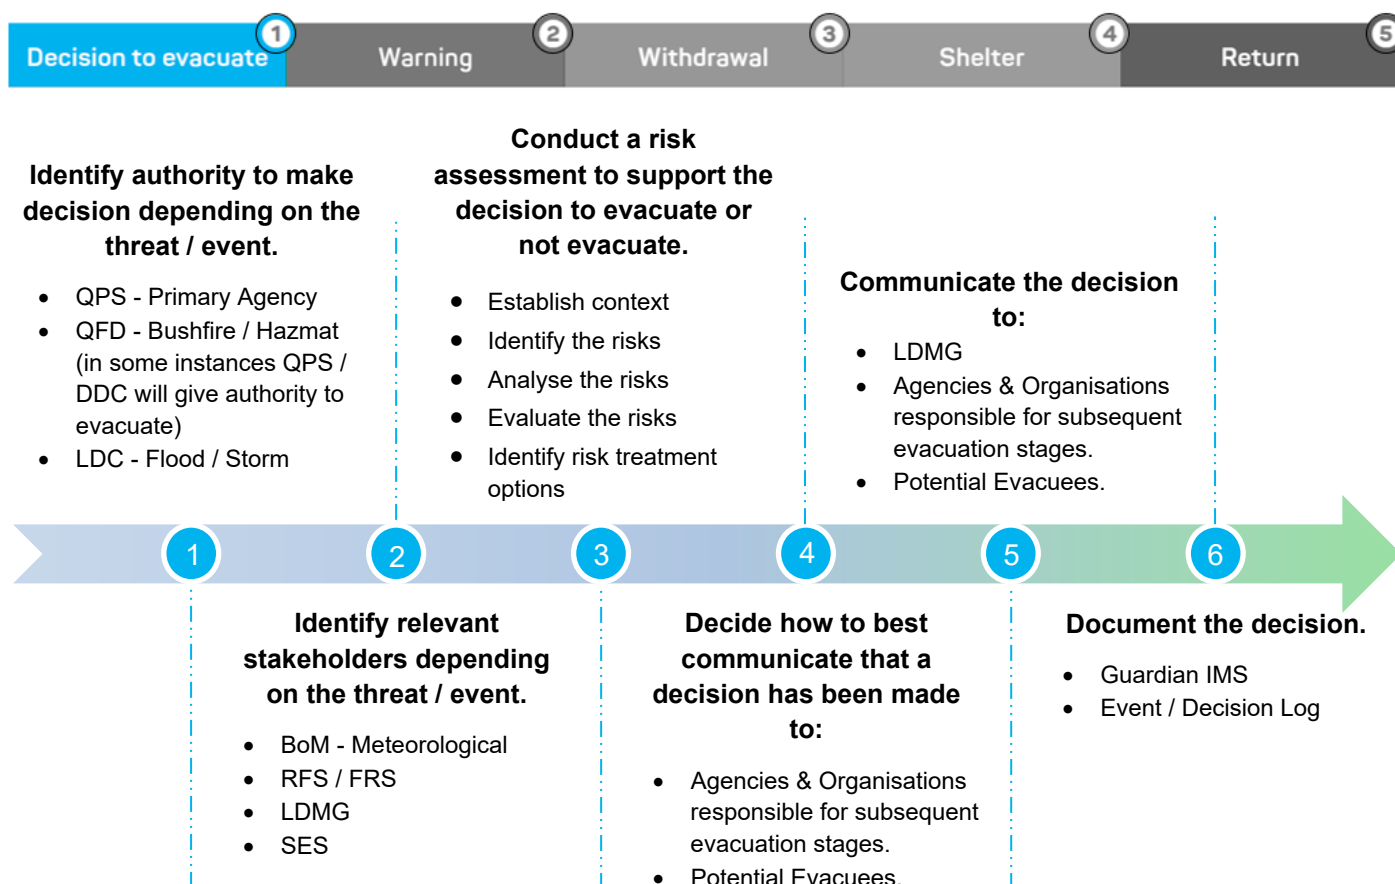 Decision to evacuate
1
Warning
2
Withdrawal
3
Shelter
4
Return
5
Identify authority to make
decision depending on the
threat / event.
• QPS - Primary Agency
• QFD - Bushfire / Hazmat
(in some instances QPS /
DDC will give authority to
evacuate)
• LDC - Flood / Storm
Conduct a risk
assessment to support the
decision to evacuate or
not evacuate.
• Establish context
• Identify the risks
• Analyse the risks
• Evaluate the risks
• Identify risk treatment
options
Communicate the decision
to:
• LDMG
• Agencies & Organisations
responsible for subsequent
evacuation stages.
• Potential Evacuees.
1
2
3
4
5
6
Identify relevant
stakeholders depending
on the threat / event.
• BoM - Meteorological
• RFS / FRS
• LDMG
• SES
Decide how to best
communicate that a
decision has been made
to:
• Agencies & Organisations
responsible for subsequent
evacuation stages.
• Potential Evacuees.
Document the decision.
• Guardian IMS
• Event / Decision Log